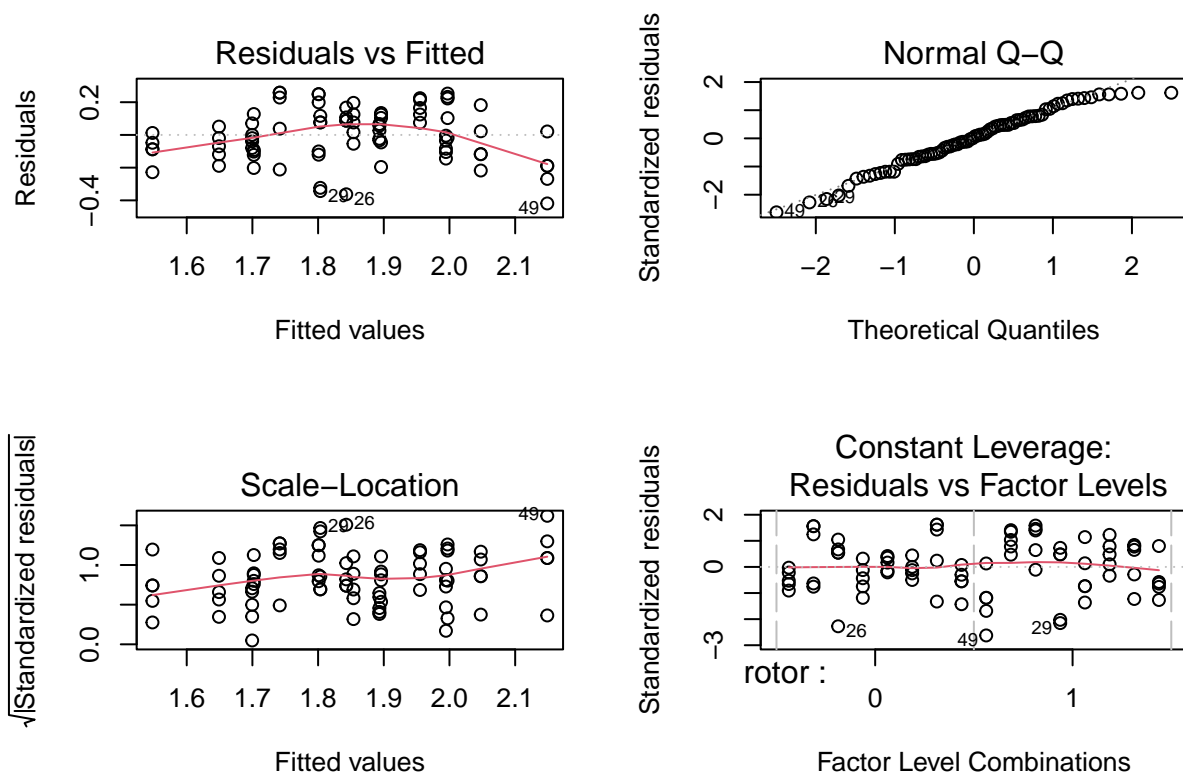 Residuals vs Fitted
Residuals
0.2
−0.4
29
26
49
1.6 1.7 1.8 1.9 2.0 2.1
Fitted values
Normal Q−Q
Standardized residuals
2
0
−2
49
26
29
−2 −1 0 1 2
Theoretical Quantiles
Scale−Location
√|Standardized residuals|
1.0
0.0
29
26
49
1.6 1.7 1.8 1.9 2.0 2.1
Fitted values
Constant Leverage:
Residuals vs Factor Levels
Standardized residuals
2
0
−3
26
49
29
rotor :
0 1
Factor Level Combinations